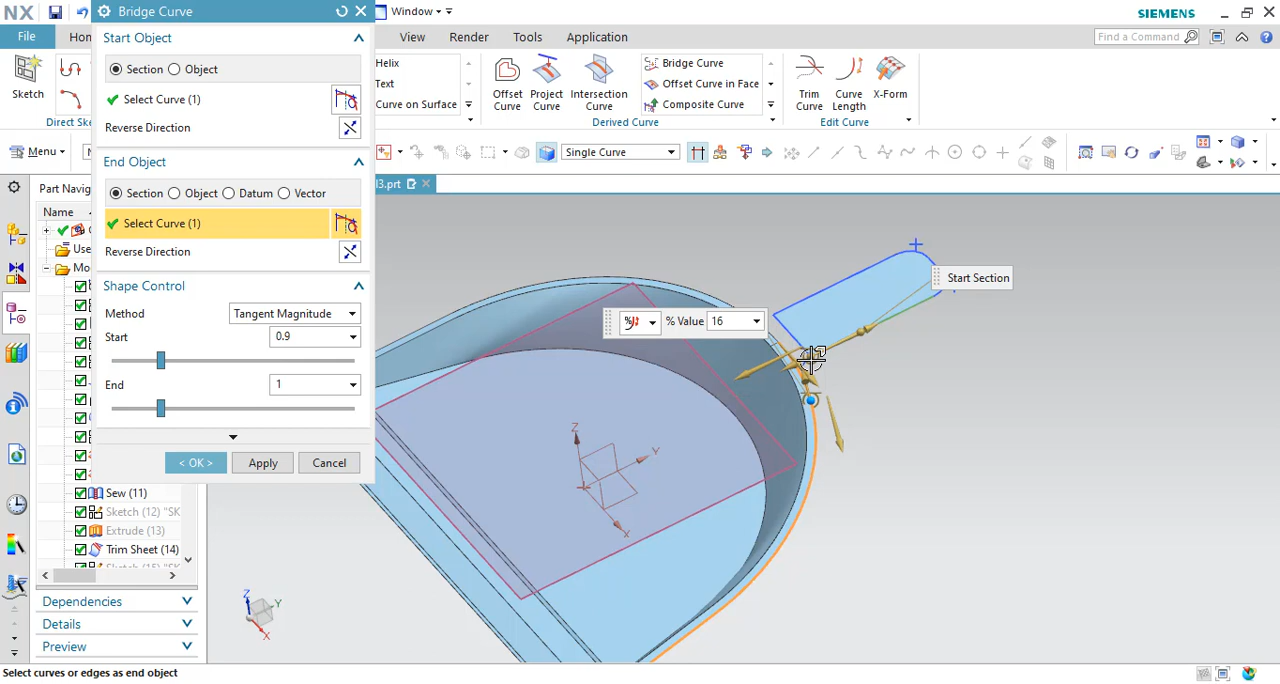 NX
Bridge Curve
Window
SIEMENS
File
View
Render
Tools
Application
Find a Command
Start Object
Section
Object
Select Curve (1)
Reverse Direction
End Object
Section
Object
Datum
Vector
Select Curve (1)
Reverse Direction
Shape Control
Method
Tangent Magnitude
Start
0.9
End
1
< OK >
Apply
Cancel
Sketch
Helix
Text
Curve on Surface
Offset Curve
Project Curve
Intersection Curve
Bridge Curve
Offset Curve in Face
Composite Curve
Derived Curve
Trim Curve
Curve Length
X-Form
Edit Curve
Menu
Single Curve
Name
Sew (11)
Sketch (12) "SK
Extrude (13)
Trim Sheet (14)
Dependencies
Details
Preview
% Value
16
Start Section
Z
Y
X
Z
Y
X
Select curves or edges as end object